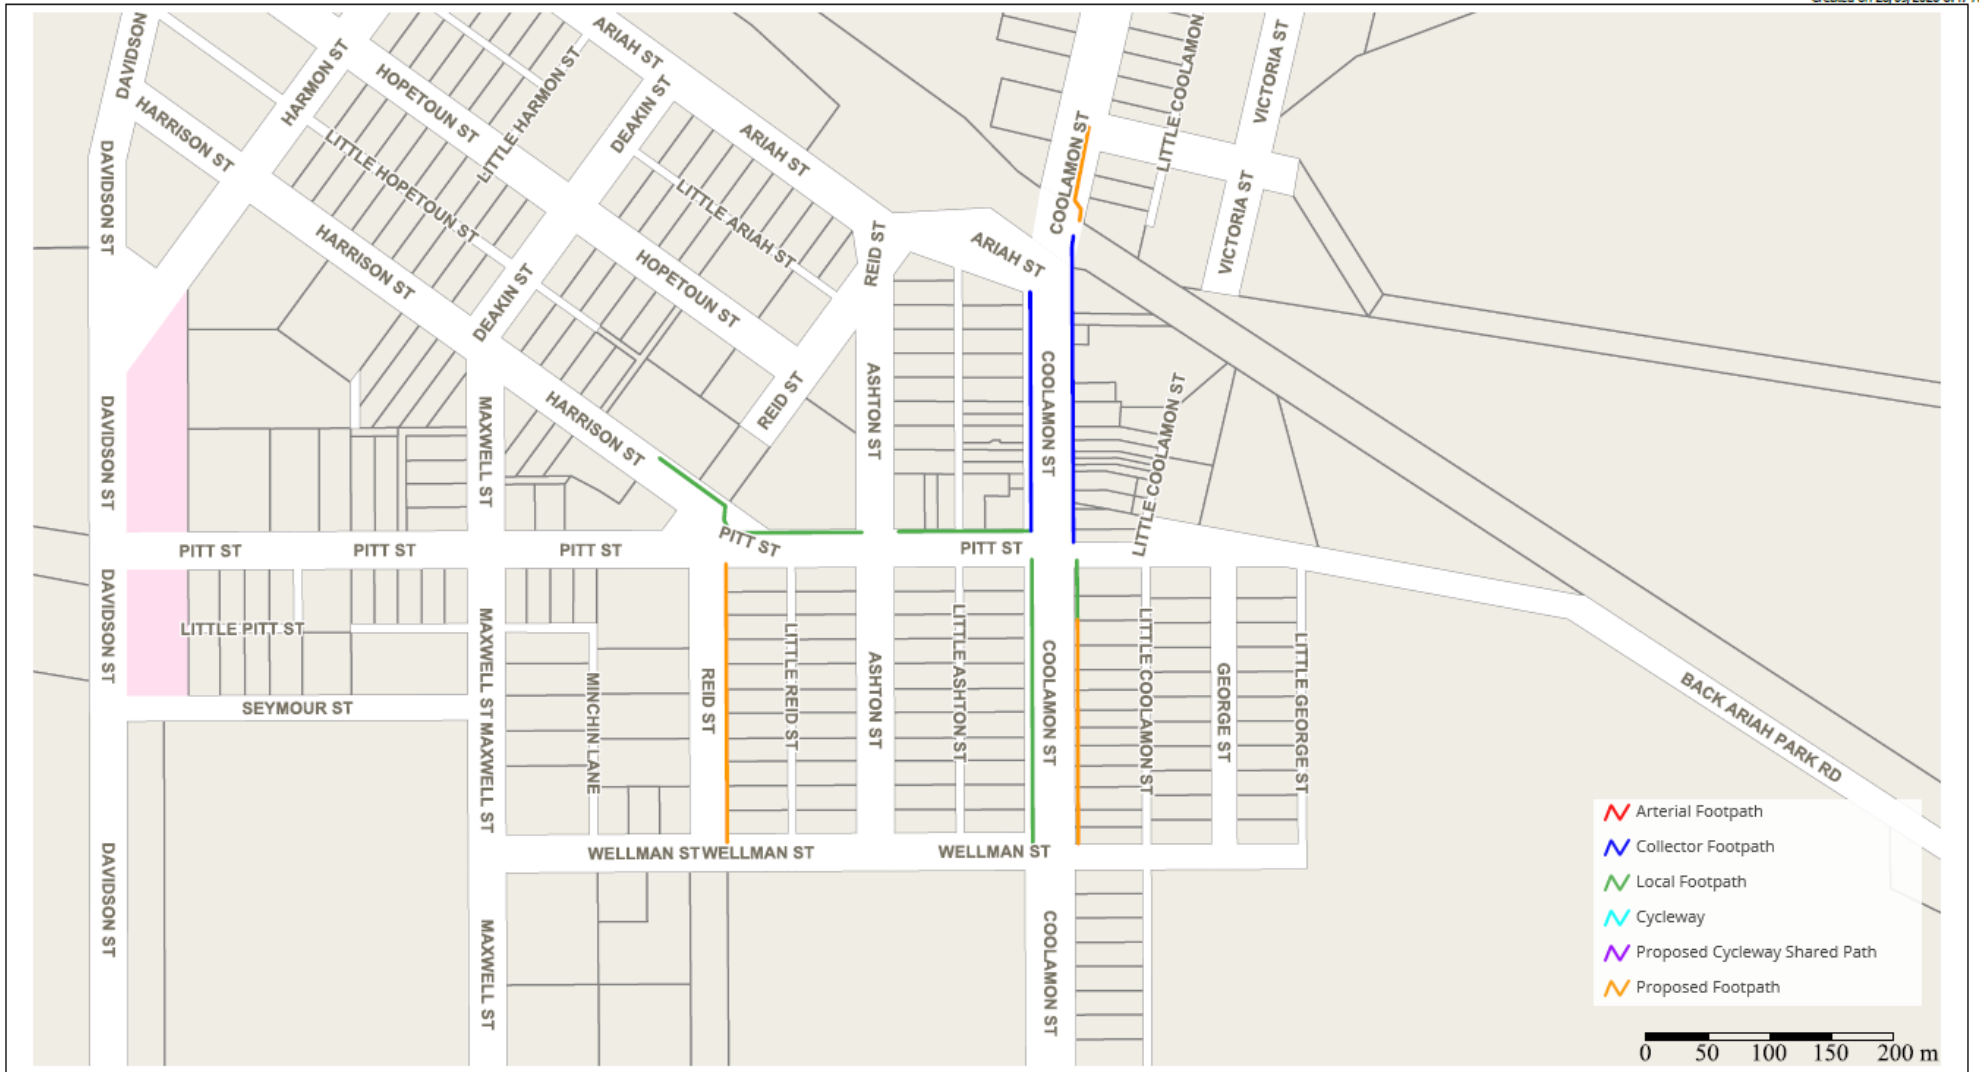 DAVIDSON
HARMON ST
ARIAH ST
LITTLE COOLAMON
VICTORIA ST
HOPETOUN ST
LITTLE HARMON ST
DEAKIN ST
HARRISON ST
LITTLE HOPETOUN ST
ARIAH ST
COOLAMON ST
LITTLE COOLAMON ST
DAVIDSON ST
LITTLE ARIAH ST
VICTORIA ST
HARRISON ST
REID ST
ARIAH ST
DEAKIN ST
HOPETOUN ST
DAVIDSON ST
MAXWELL ST
HARRISON ST
REID ST
ASHTON ST
COOLAMON ST
LITTLE COOLAMON ST
PITT ST
PITT ST
PITT ST
PITT ST
PITT ST
DAVIDSON ST
LITTLE PITT ST
MAXWELL ST
MAXWELL ST
MINCHIN LANE
REID ST
LITTLE REID ST
ASHTON ST
LITTLE ASHTON ST
COOLAMON ST
LITTLE COOLAMON ST
GEORGE ST
LITTLE GEORGE ST
BACK ARIAH PARK RD
SEYMOUR ST
WELLMAN ST
WELLMAN ST
WELLMAN ST
DAVIDSON ST
MAXWELL ST
COOLAMON ST
Arterial Footpath
Collector Footpath
Local Footpath
Cycleway
Proposed Cycleway Shared Path
Proposed Footpath
0 50 100 150 200 m